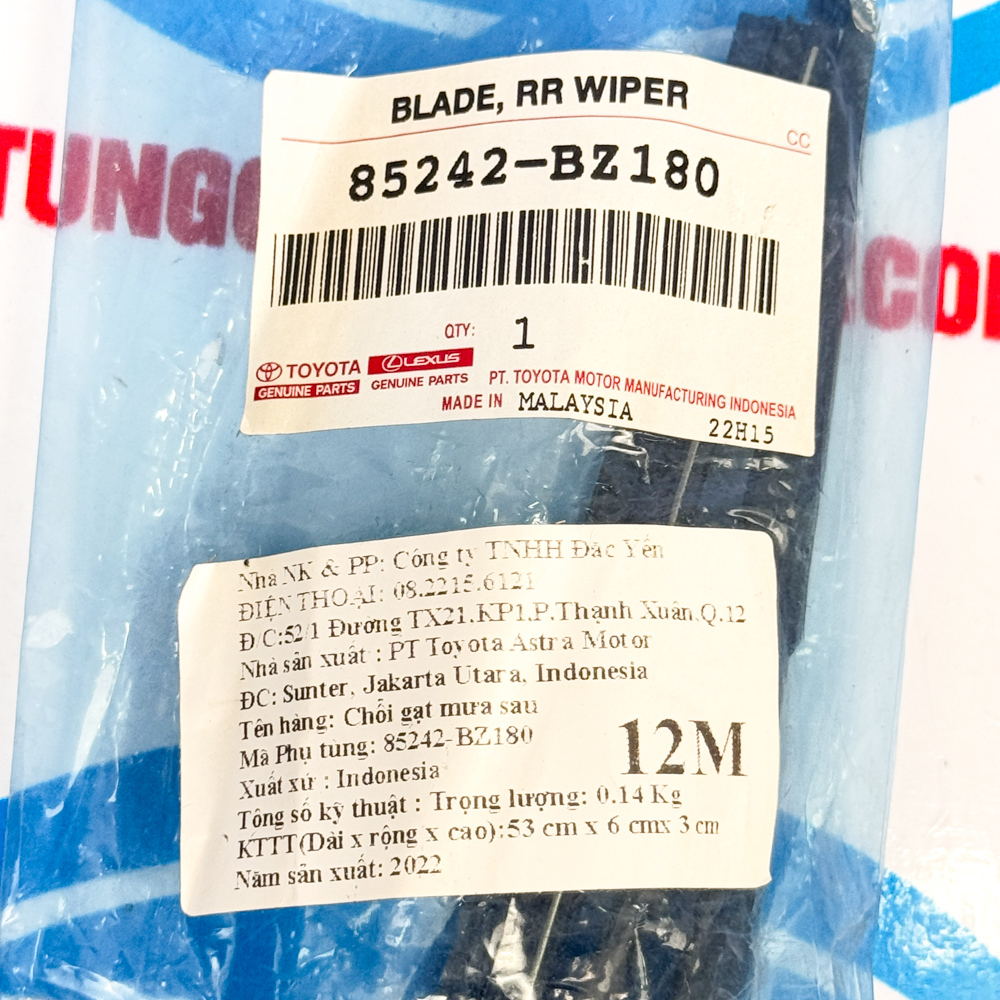 TUNGC
ACOM
BLADE, RR WIPER
CC
85242-BZ180
QTY: 1
TOYOTA LEXUS
GENUINE PARTS GENUINE PARTS
PT. TOYOTA MOTOR MANUFACTURING INDONESIA
MADE IN MALAYSIA
22H15
Nhà NK & PP: Công ty TNHH Đắc Yến
ĐIỆN THOẠI: 08.2215.6121
Đ/C:52/1 Đường TX21.KP1.P.Thạnh Xuân.Q.12
Nhà sản xuất : PT Toyota Astra Motor
ĐC: Sunter, Jakarta Utara, Indonesia
Tên hàng: Chổi gạt mưa sau
Mã Phụ tùng: 85242-BZ180
12M
Xuất xứ : Indonesia
Tông số kỹ thuật : Trọng lượng: 0.14 Kg
KTTT(Dài x rộng x cao):53 cm x 6 cmx 3 cm
Năm sản xuất: 2022